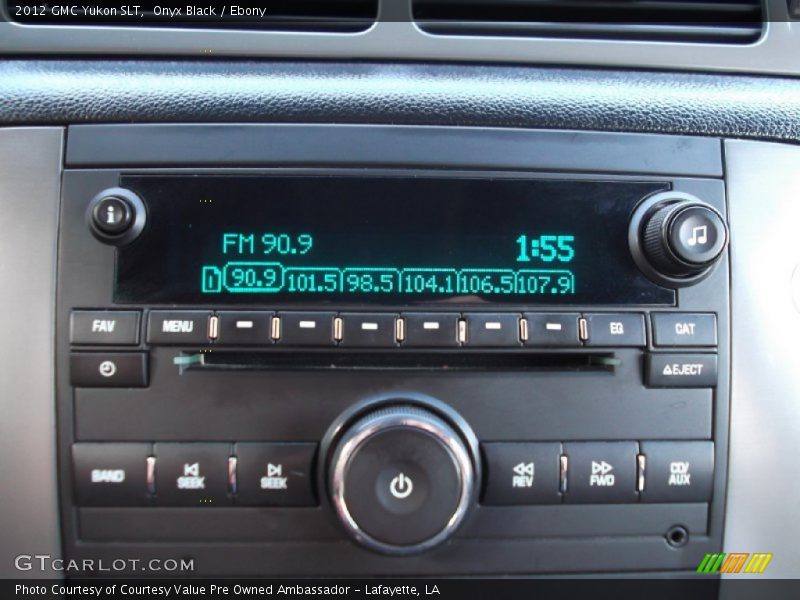 2012 GMC Yukon SLT, Onyx Black / Ebony
i
FM 90.9 1:55
1 90.9 101.5 98.5 104.1 106.5 107.9
FAV MENU EQ CAT
EJECT
BAND SEEK SEEK REV FWD CD/AUX
GTCARLOT.COM
Photo Courtesy of Courtesy Value Pre Owned Ambassador - Lafayette, LA